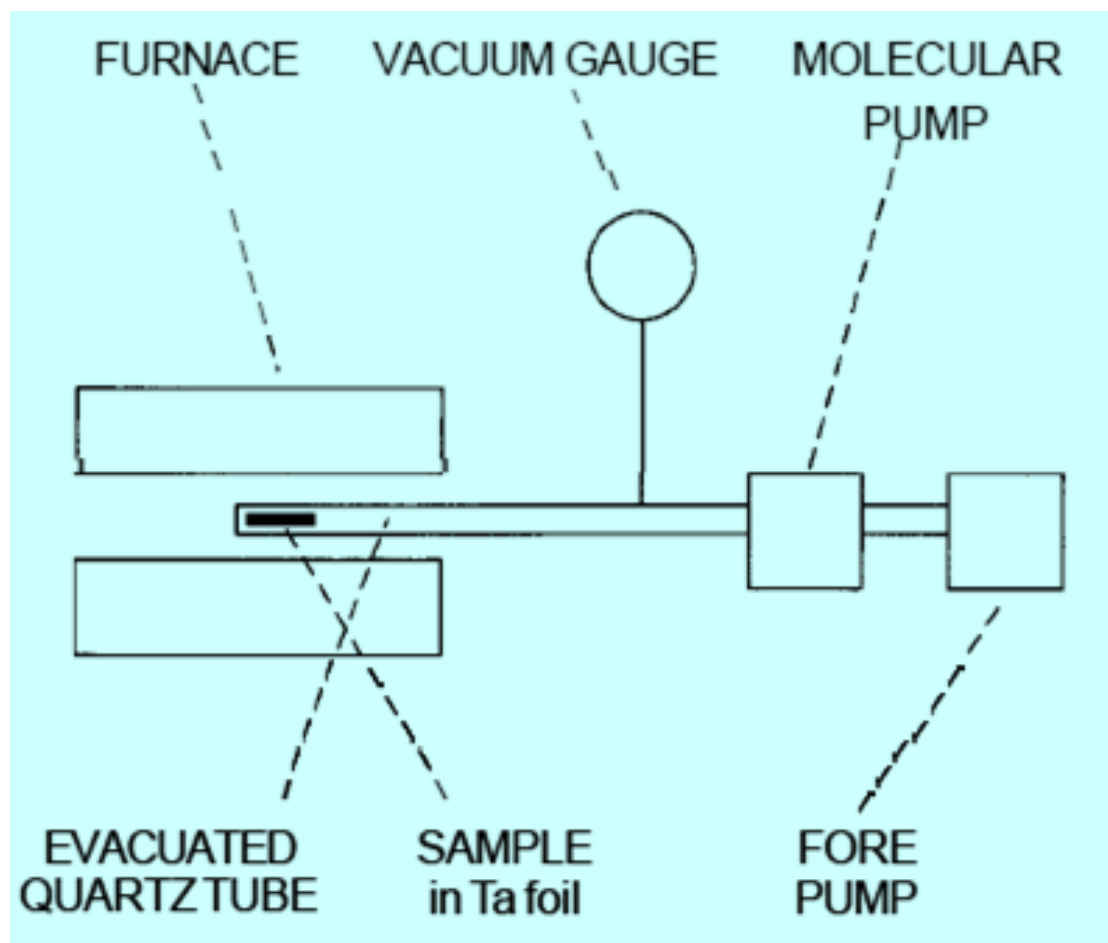 FURNACE
VACUUM GAUGE
MOLECULAR
PUMP
EVACUATED
QUARTZ TUBE
SAMPLE
in Ta foil
FORE
PUMP